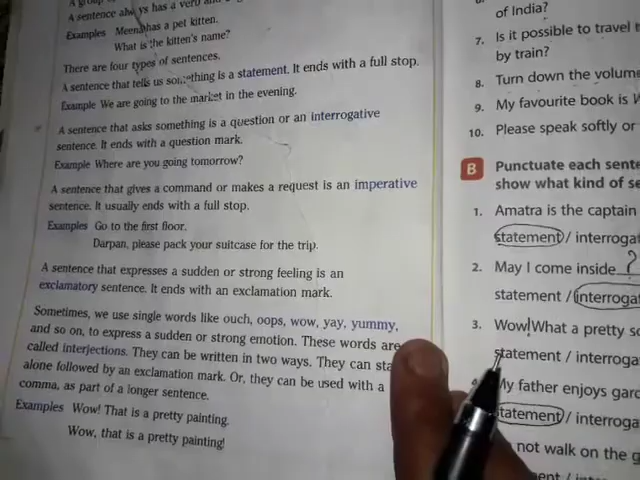 A sentence always has a verb and
Examples Meena has a pet kitten.
What is the kitten's name?
There are four types of sentences.
A sentence that tells us something is a statement. It ends with a full stop.
Example We are going to the market in the evening.
A sentence that asks something is a question or an interrogative
sentence. It ends with a question mark.
Example Where are you going tomorrow?
A sentence that gives a command or makes a request is an imperative
sentence. It usually ends with a full stop.
Examples Go to the first floor.
Darpan, please pack your suitcase for the trip.
A sentence that expresses a sudden or strong feeling is an
exclamatory sentence. It ends with an exclamation mark.
Sometimes, we use single words like ouch, oops, wow, yay, yummy,
and so on, to express a sudden or strong emotion. These words are
called interjections. They can be written in two ways. They can
alone followed by an exclamation mark. Or, they can be used with a
comma, as part of a longer sentence.
Examples Wow! That is a pretty painting.
Wow, that is a pretty painting!
of India?
7. Is it possible to travel
by train?
8. Turn down the volume
9. My favourite book is
10. Please speak softly or
B Punctuate each
show what kind of
1. Amatra is the captain
statement /
2. May I come inside ?
statement /
3. Wow! What a pretty
statement /
My father enjoys
statement /
not walk on the